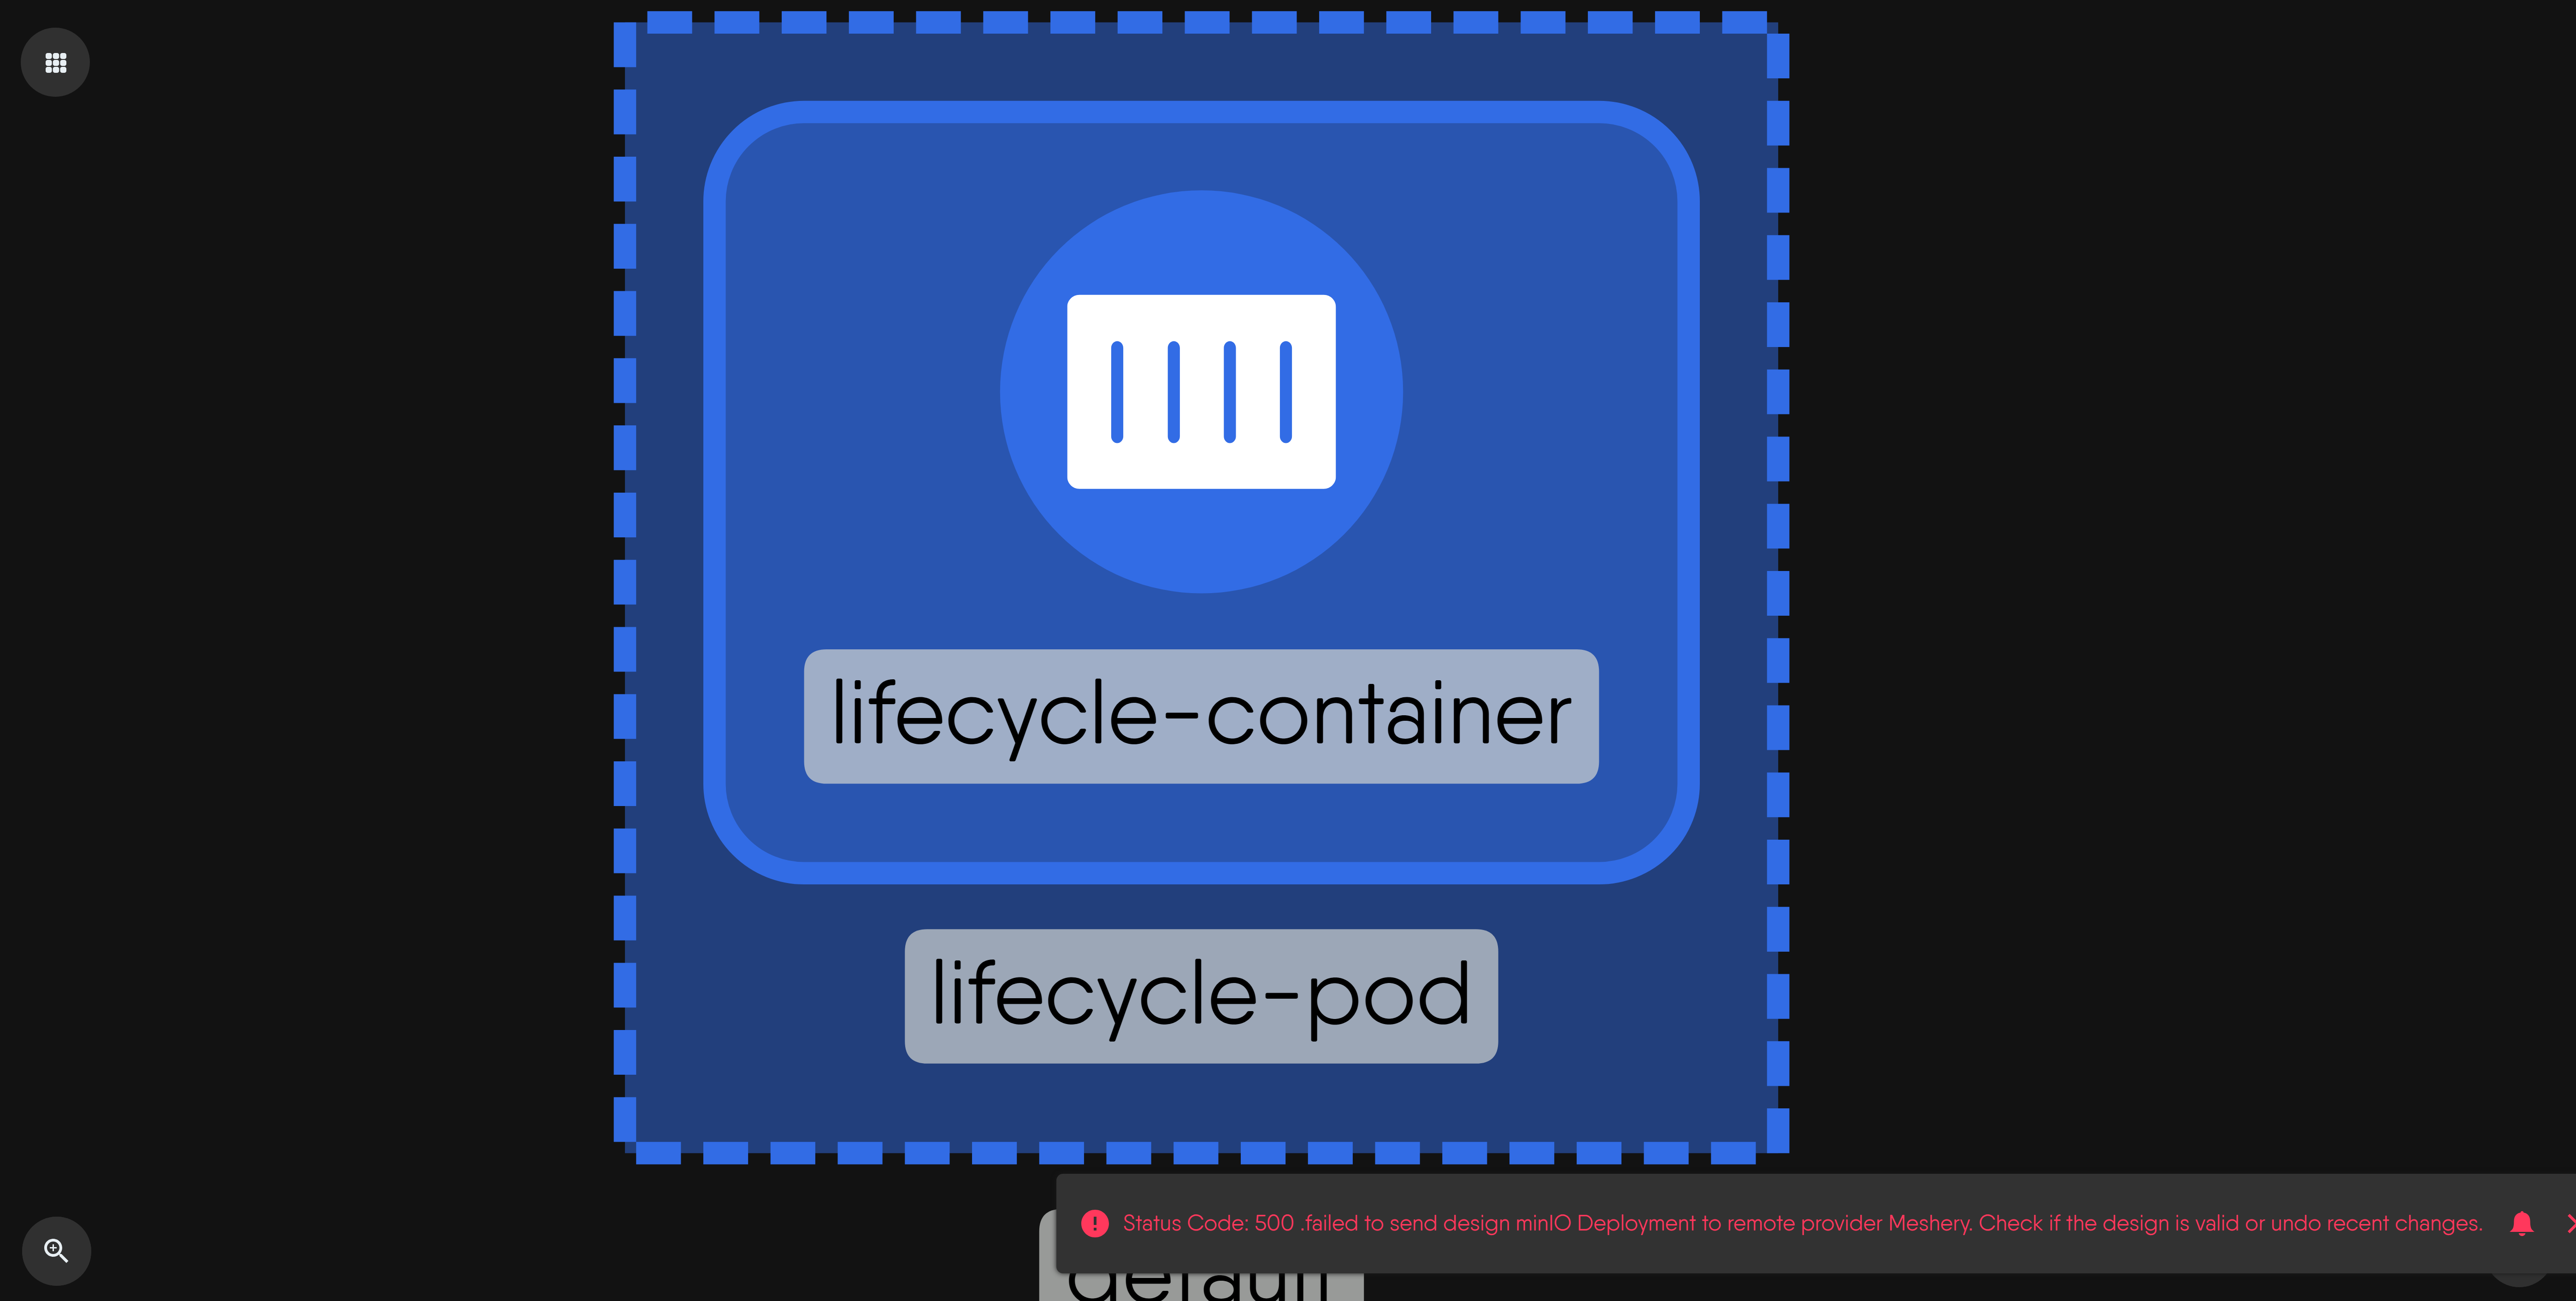 lifecycle-container
lifecycle-pod
Status Code: 500 .failed to send design minIO Deployment to remote provider Meshery. Check if the design is valid or undo recent changes.
default